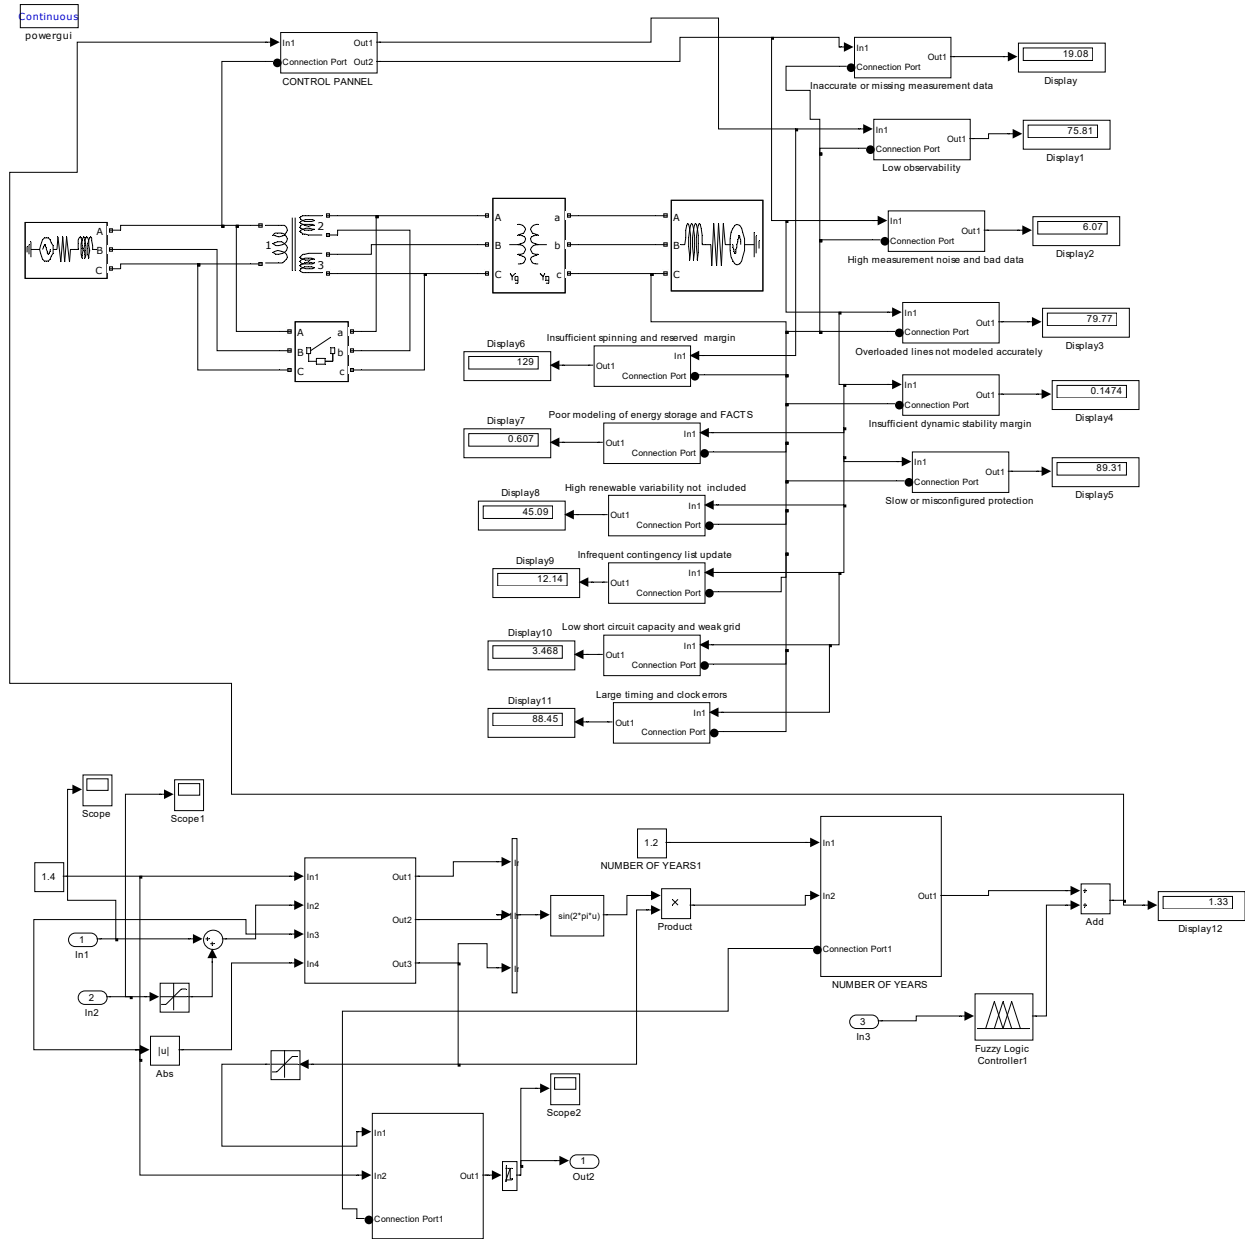 Continuous
powergui
In1
Connection Port
Out1
Out2
CONTROL PANNEL
In1
Connection Port
Out1
Inaccurate or missing measurement data
19.08
Display
In1
Connection Port
Out1
Low observability
75.81
Display1
In1
Connection Port
Out1
High measurement noise and bad data
6.07
Display2
In1
Connection Port
Out1
Overloaded lines not modeled accurately
79.77
Display3
In1
Connection Port
Out1
Insufficient dynamic stability margin
0.1474
Display4
In1
Connection Port
Out1
Slow or misconfigured protection
89.31
Display5
A
B
C
1
2
3
A
B
C
a
b
c
Yg
Yg
A
B
C
A
B
C
a
b
c
Insufficient spinning and reserved margin
Display6
129
Out1
In1
Connection Port
Poor modeling of energy storage and FACTS
Display7
0.607
Out1
In1
Connection Port
High renewable variability not included
Display8
45.09
Out1
In1
Connection Port
Infrequent contingency list update
Display9
12.14
Out1
In1
Connection Port
Low short circuit capacity and weak grid
Display10
3.468
Out1
In1
Connection Port
Large timing and clock errors
Display11
88.45
Out1
In1
Connection Port
Scope
Scope1
1.4
1
In1
2
In2
|u|
Abs
In1
In2
In3
In4
Out1
Out2
Out3
sin(2*pi*u)
1.2
NUMBER OF YEARS1
×
Product
In1
In2
Connection Port1
Out1
NUMBER OF YEARS
Add
1.33
Display12
3
In3
Fuzzy Logic
Controller1
Scope2
In1
In2
Connection Port1
Out1
1
Out2